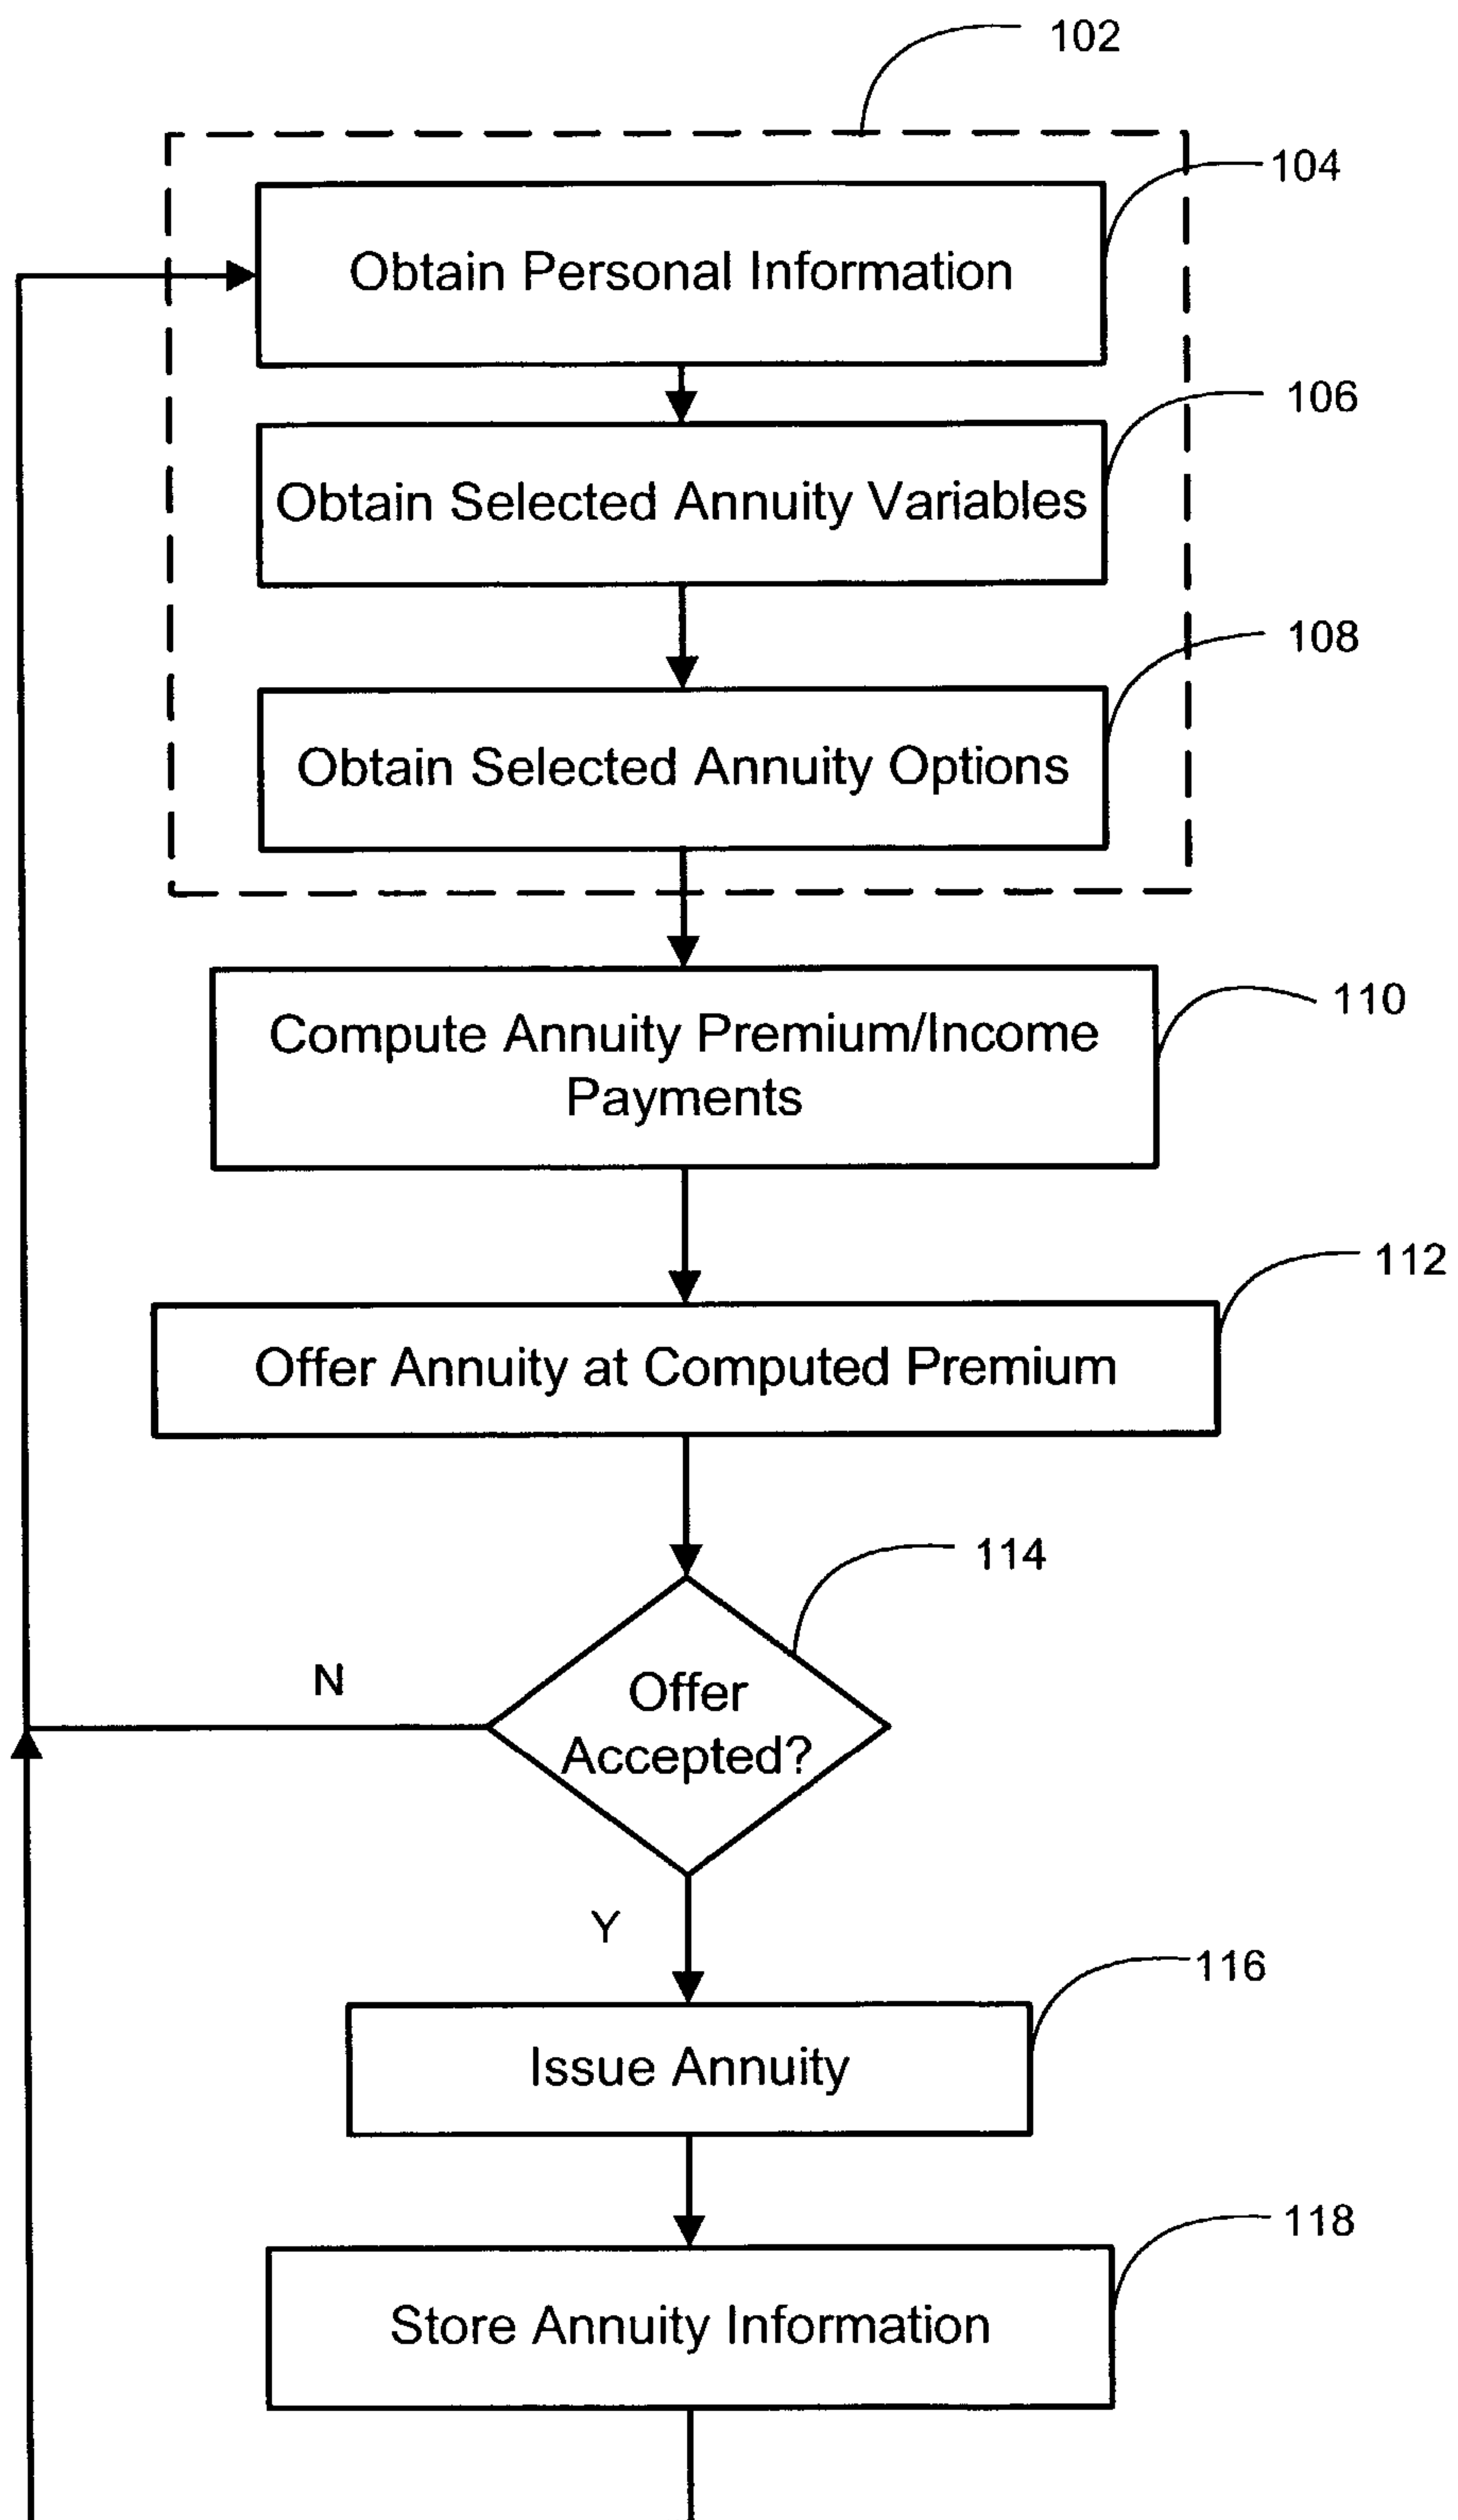 102
104
Obtain Personal Information
106
Obtain Selected Annuity Variables
108
Obtain Selected Annuity Options
110
Compute Annuity Premium/Income
Payments
112
Offer Annuity at Computed Premium
114
N
Offer
Accepted?
Y
116
Issue Annuity
118
Store Annuity Information